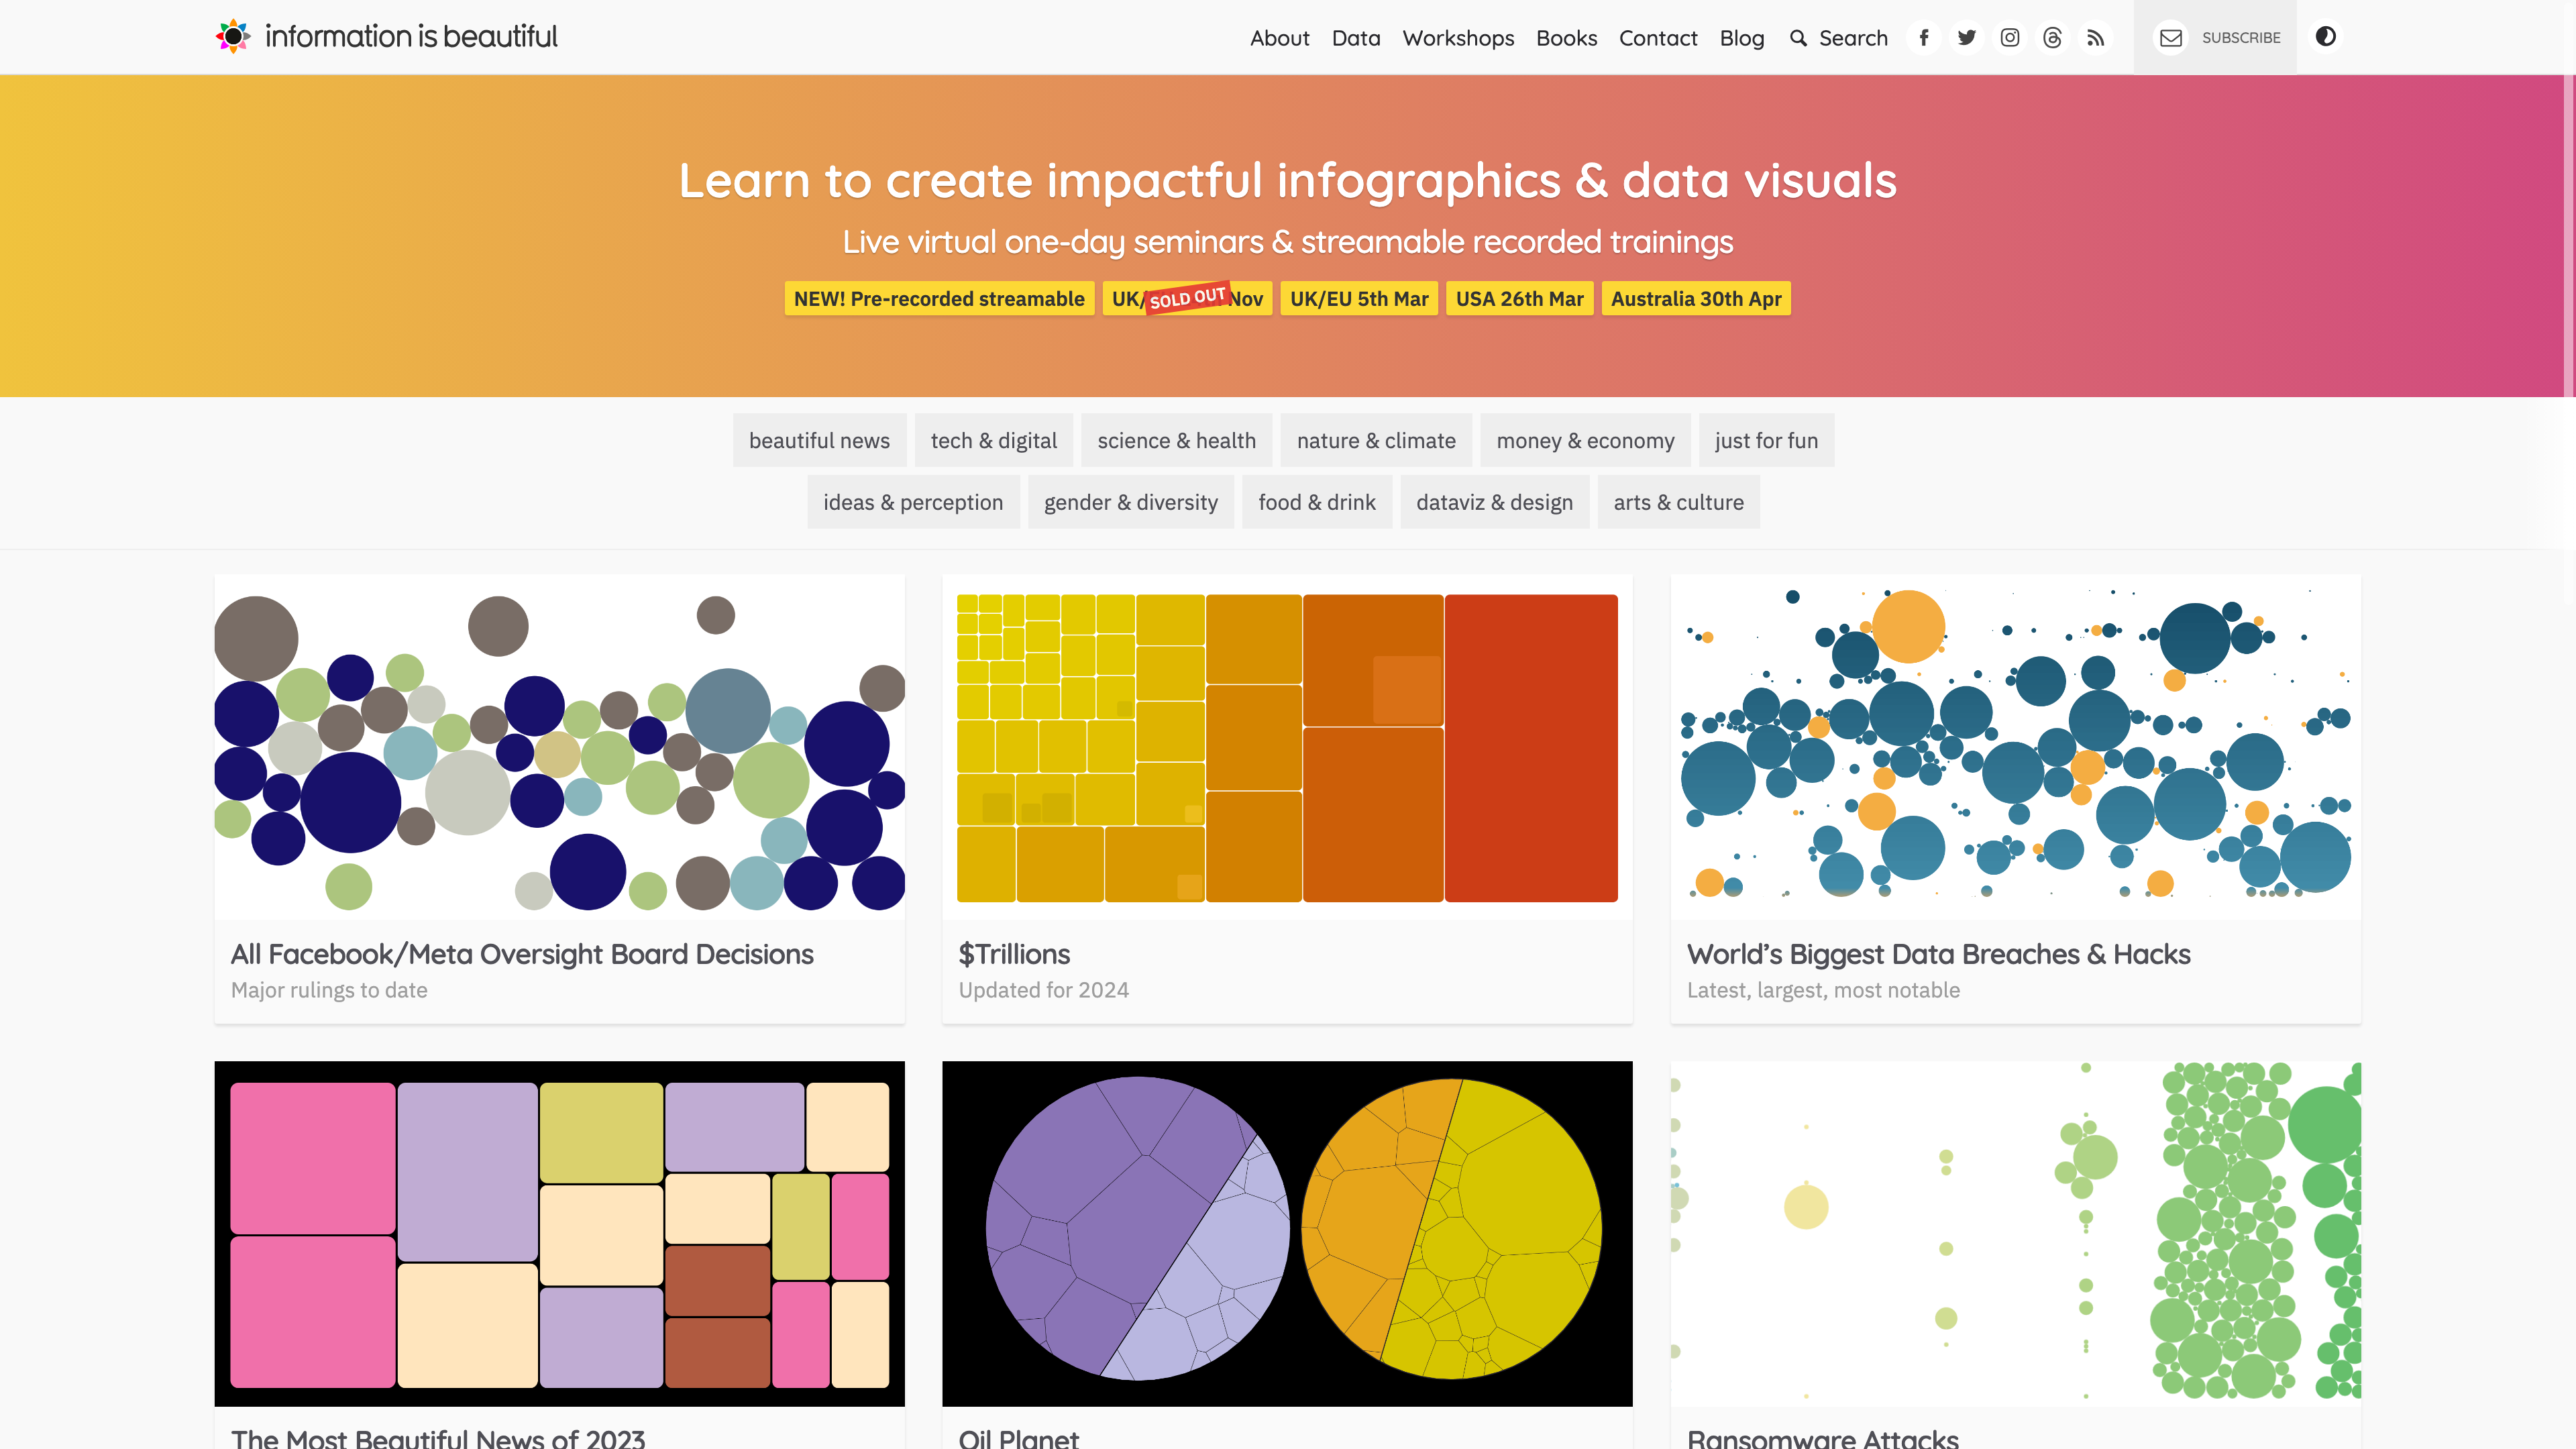 information is beautiful
About Data Workshops Books Contact Blog Search SUBSCRIBE
Learn to create impactful infographics & data visuals
Live virtual one-day seminars & streamable recorded trainings
NEW! Pre-recorded streamable UK/ SOLD OUT Nov UK/EU 5th Mar USA 26th Mar Australia 30th Apr
beautiful news tech & digital science & health nature & climate money & economy just for fun
ideas & perception gender & diversity food & drink dataviz & design arts & culture
All Facebook/Meta Oversight Board Decisions
Major rulings to date
$Trillions
Updated for 2024
World’s Biggest Data Breaches & Hacks
Latest, largest, most notable
The Most Beautiful News of 2023
Oil Planet
Ransomware Attacks